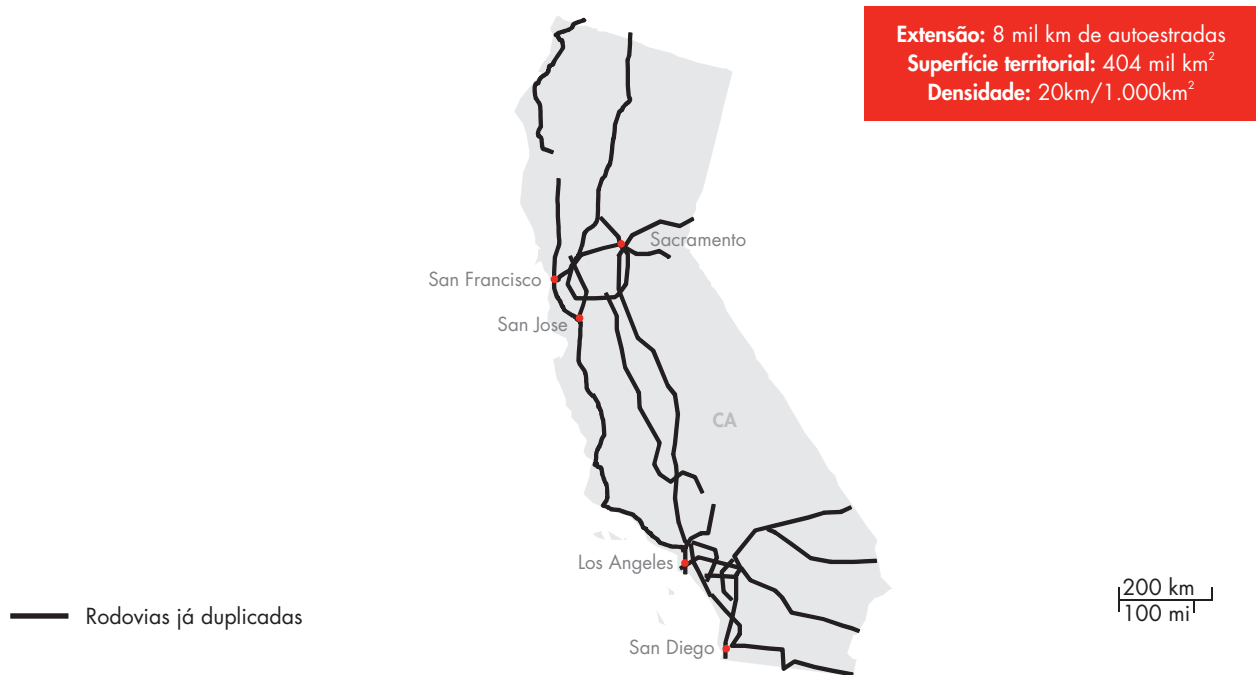 Extensão: 8 mil km de autoestradas
Superfície territorial: 404 mil km²
Densidade: 20km/1.000km²
Sacramento
San Francisco
San Jose
CA
Los Angeles
San Diego
Rodovias já duplicadas
200 km
100 mi